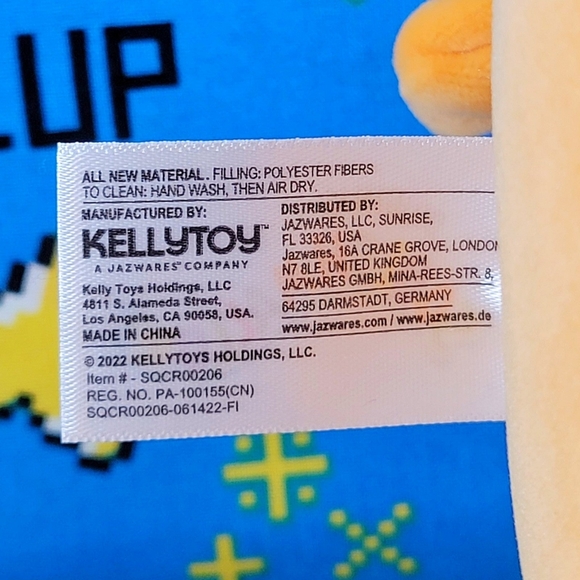 LUP
ALL NEW MATERIAL. FILLING: POLYESTER FIBERS
TO CLEAN: HAND WASH, THEN AIR DRY.
MANUFACTURED BY:
KELLYTOY™
A JAZWARES® COMPANY
Kelly Toys Holdings, LLC
4811 S. Alameda Street,
Los Angeles, CA 90058, USA.
MADE IN CHINA
DISTRIBUTED BY:
JAZWARES, LLC, SUNRISE,
FL 33326, USA
Jazwares, 16A CRANE GROVE, LONDON
N7 8LE, UNITED KINGDOM
JAZWARES GMBH, MINA-REES-STR. 8,
64295 DARMSTADT, GERMANY
www.jazwares.com / www.jazwares.de
© 2022 KELLYTOYS HOLDINGS, LLC.
Item # - SQCR00206
REG. NO. PA-100155(CN)
SQCR00206-061422-FI